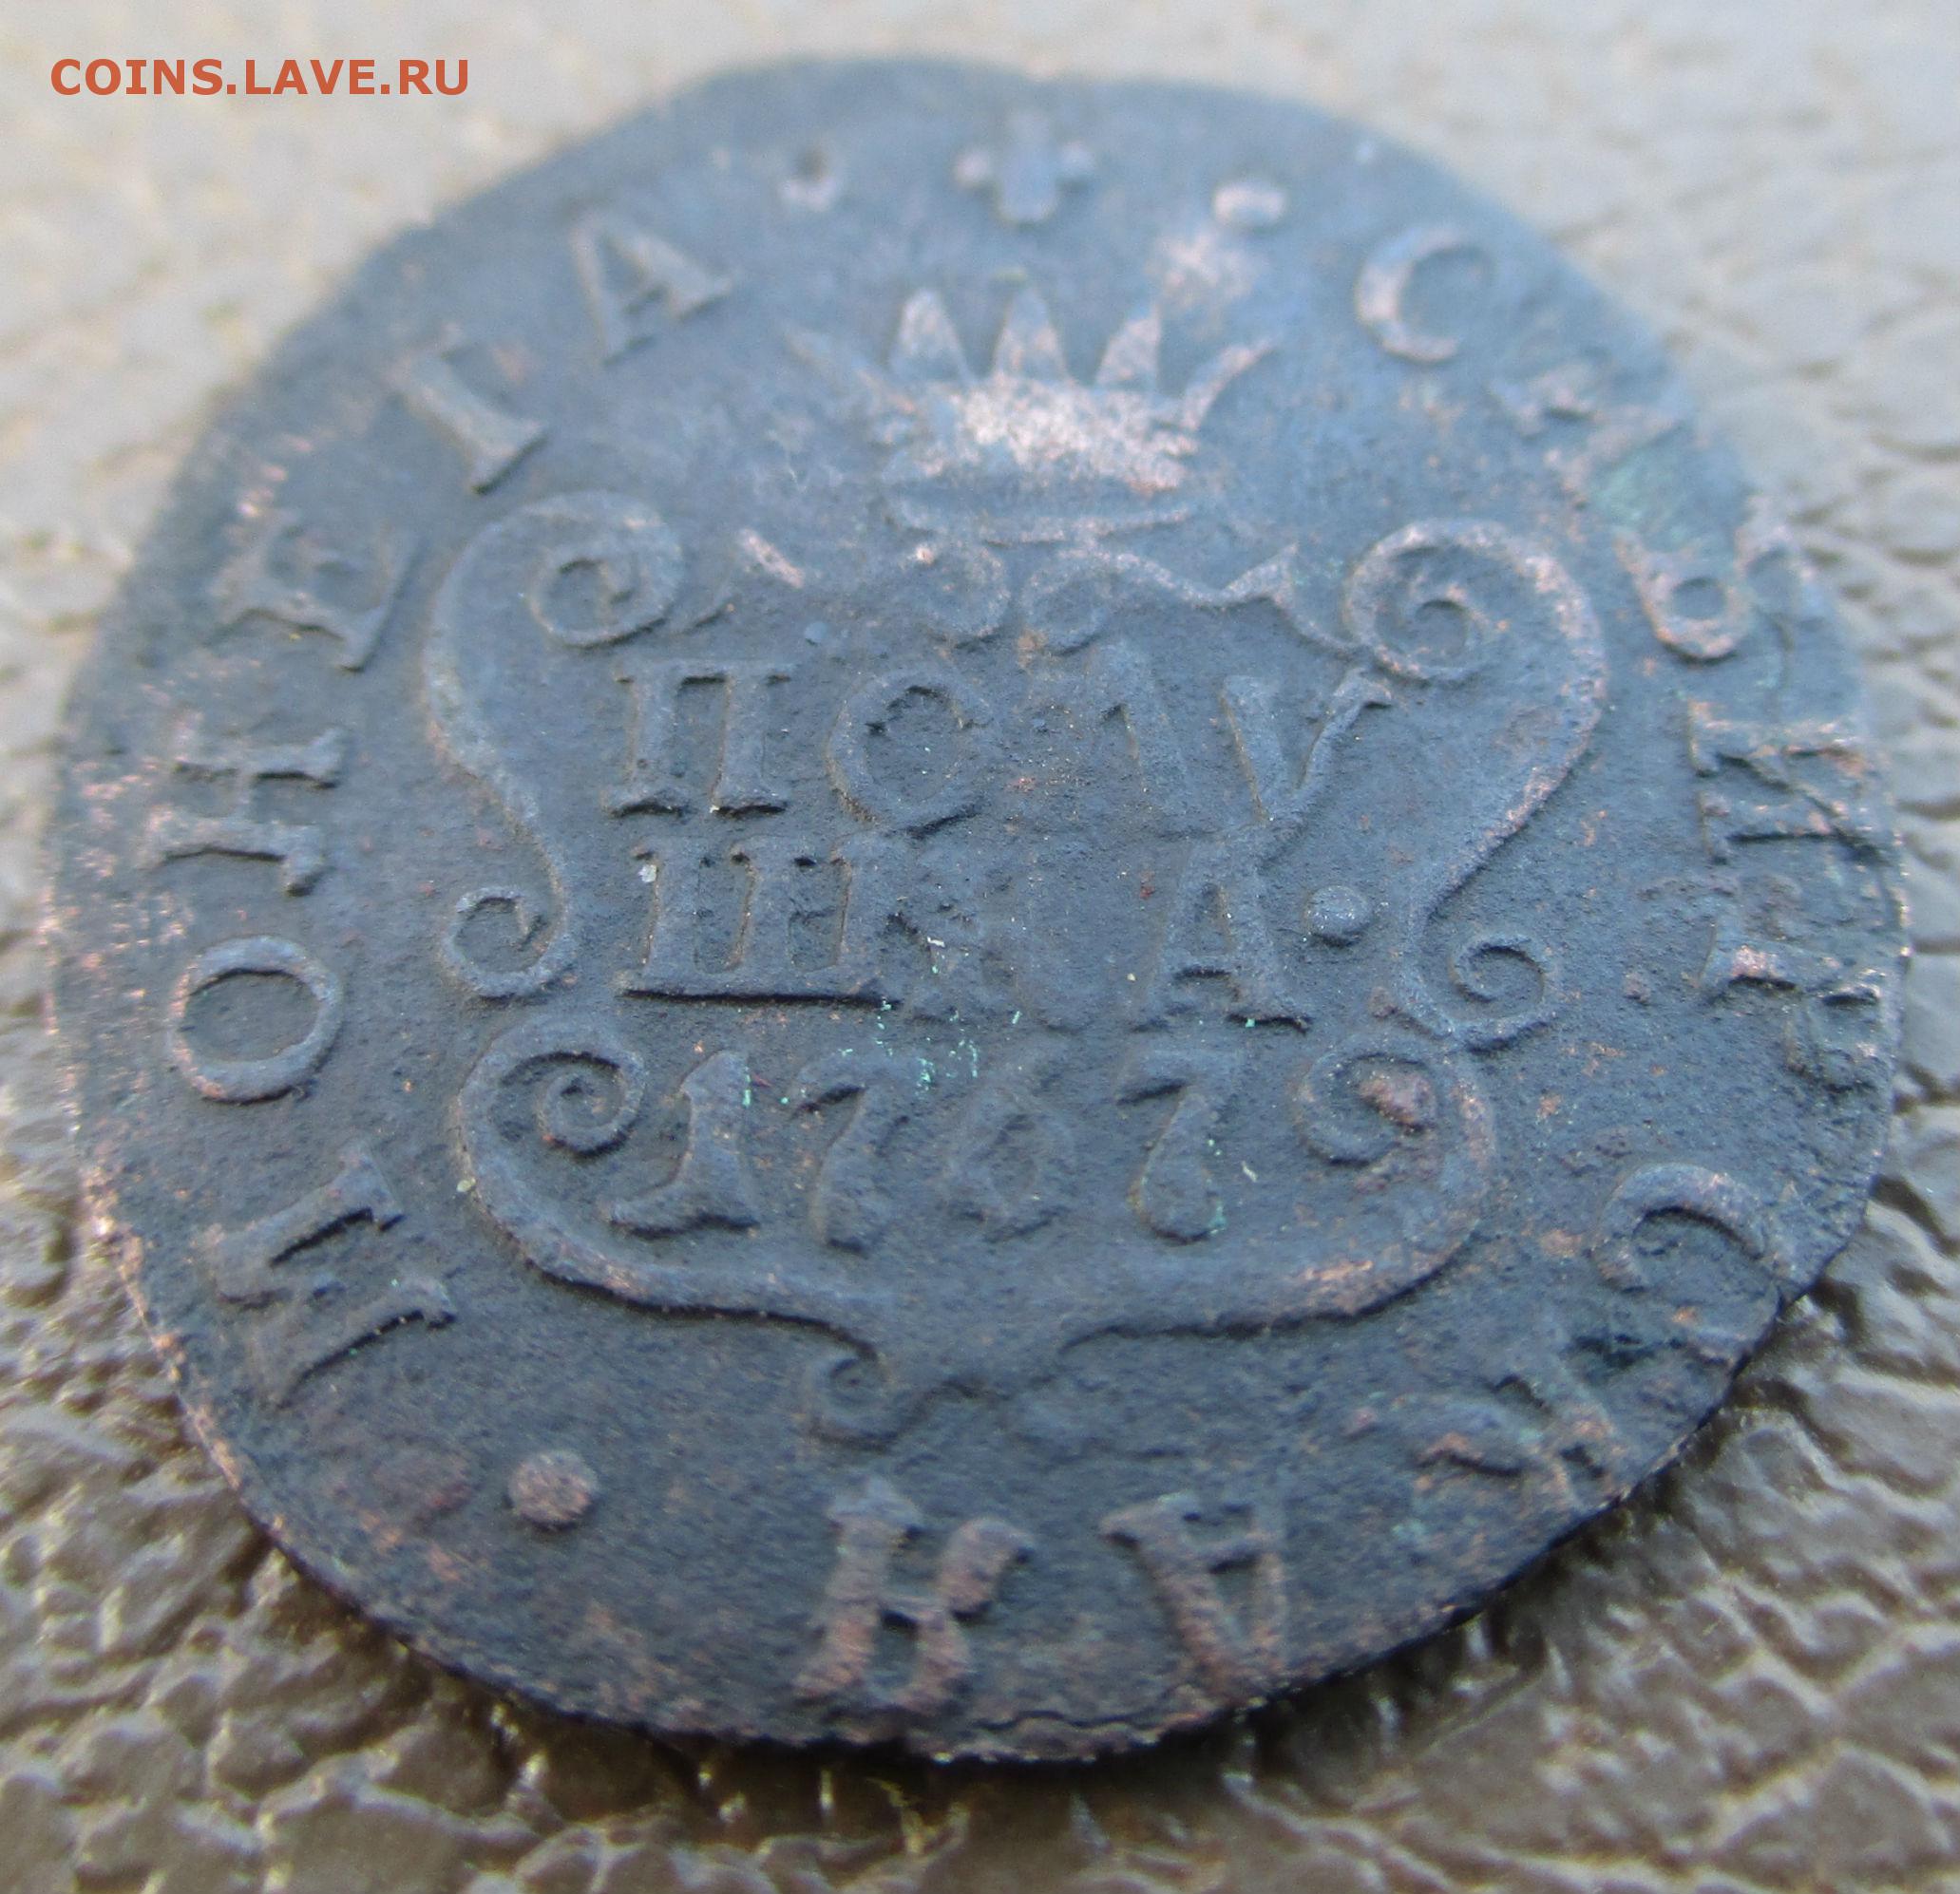 COINS.LAVE.RU
МОНЕТА · СИБИРСКАЯ ·
ПОЛУ
ШКА ·
1767